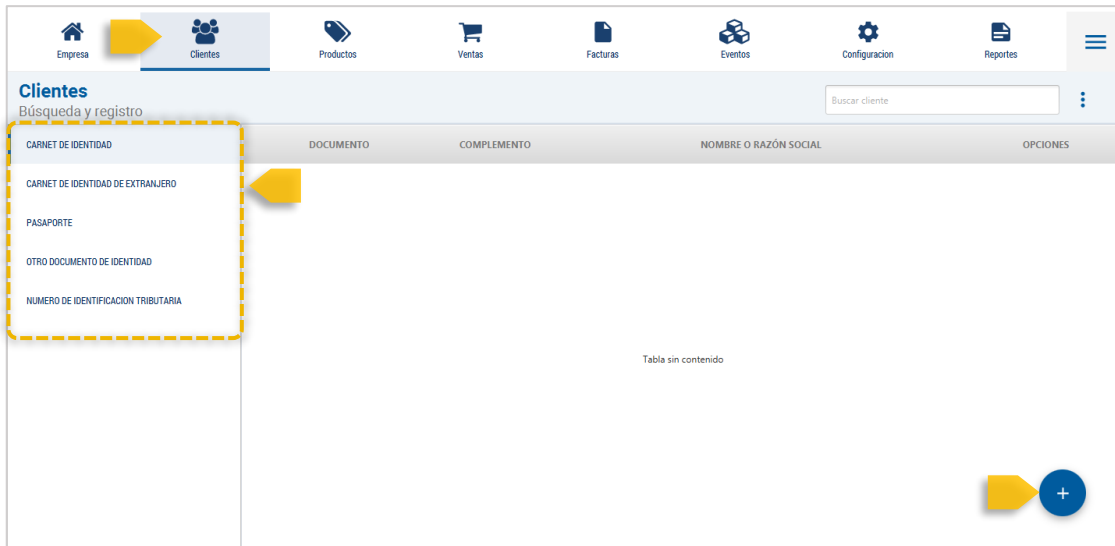 Empresa
Clientes
Productos
Ventas
Facturas
Eventos
Configuracion
Reportes
Clientes
Búsqueda y registro
Buscar cliente
CARNET DE IDENTIDAD
DOCUMENTO
COMPLEMENTO
NOMBRE O RAZÓN SOCIAL
OPCIONES
CARNET DE IDENTIDAD DE EXTRANJERO
PASAPORTE
OTRO DOCUMENTO DE IDENTIDAD
NUMERO DE IDENTIFICACION TRIBUTARIA
Tabla sin contenido
+